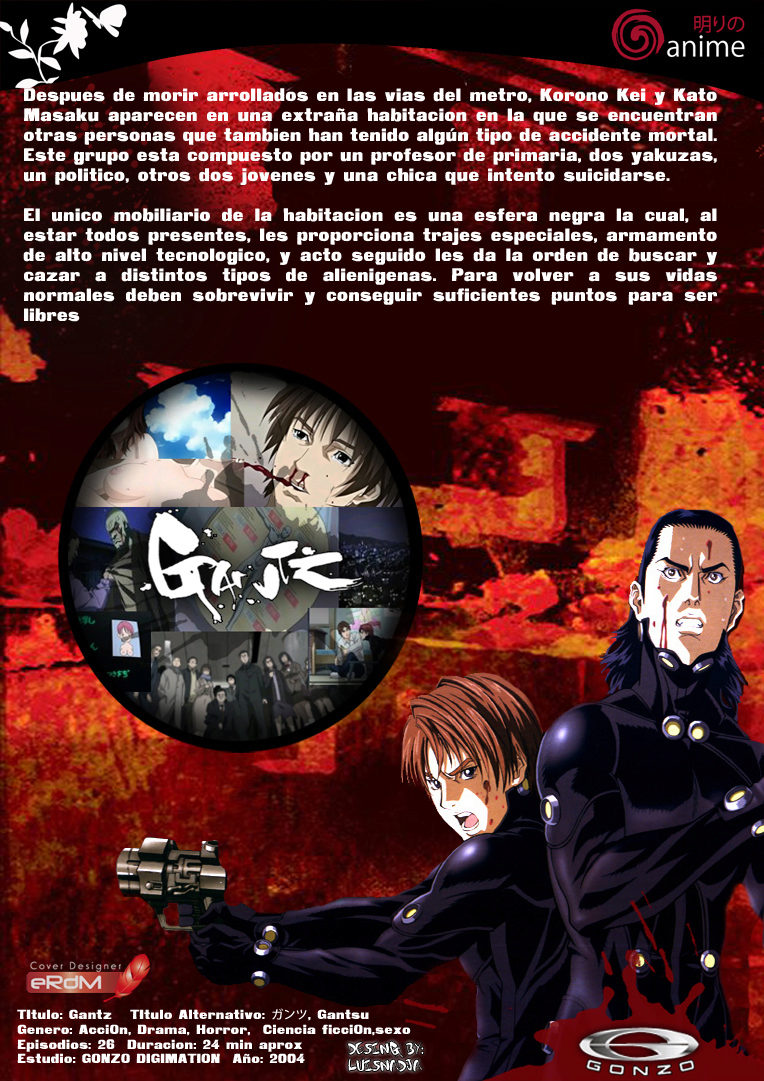 明りの
anime
Despues de morir arrollados en las vias del metro, Korono Kei y Kato
Masaku aparecen en una extraña habitacion en la que se encuentran
otras personas que tambien han tenido algún tipo de accidente mortal.
Este grupo esta compuesto por un profesor de primaria, dos yakuzas,
un politico, otros dos jovenes y una chica que intento suicidarse.
El unico mobiliario de la habitacion es una esfera negra la cual, al
estar todos presentes, les proporciona trajes especiales, armamento
de alto nivel tecnologico, y acto seguido les da la orden de buscar y
cazar a distintos tipos de alienigenas. Para volver a sus vidas
normales deben sobrevivir y conseguir suficientes puntos para ser
libres
GANTZ
Cover Designer
eRdM
TItulo: Gantz TItulo Alternativo: ガンツ, Gantsu
Genero: AcciOn, Drama, Horror, Ciencia ficciOn,sexo
Episodios: 26 Duracion: 24 min aprox
Estudio: GONZO DIGIMATION Año: 2004
DESING BY:
LUISNADJA
GONZO